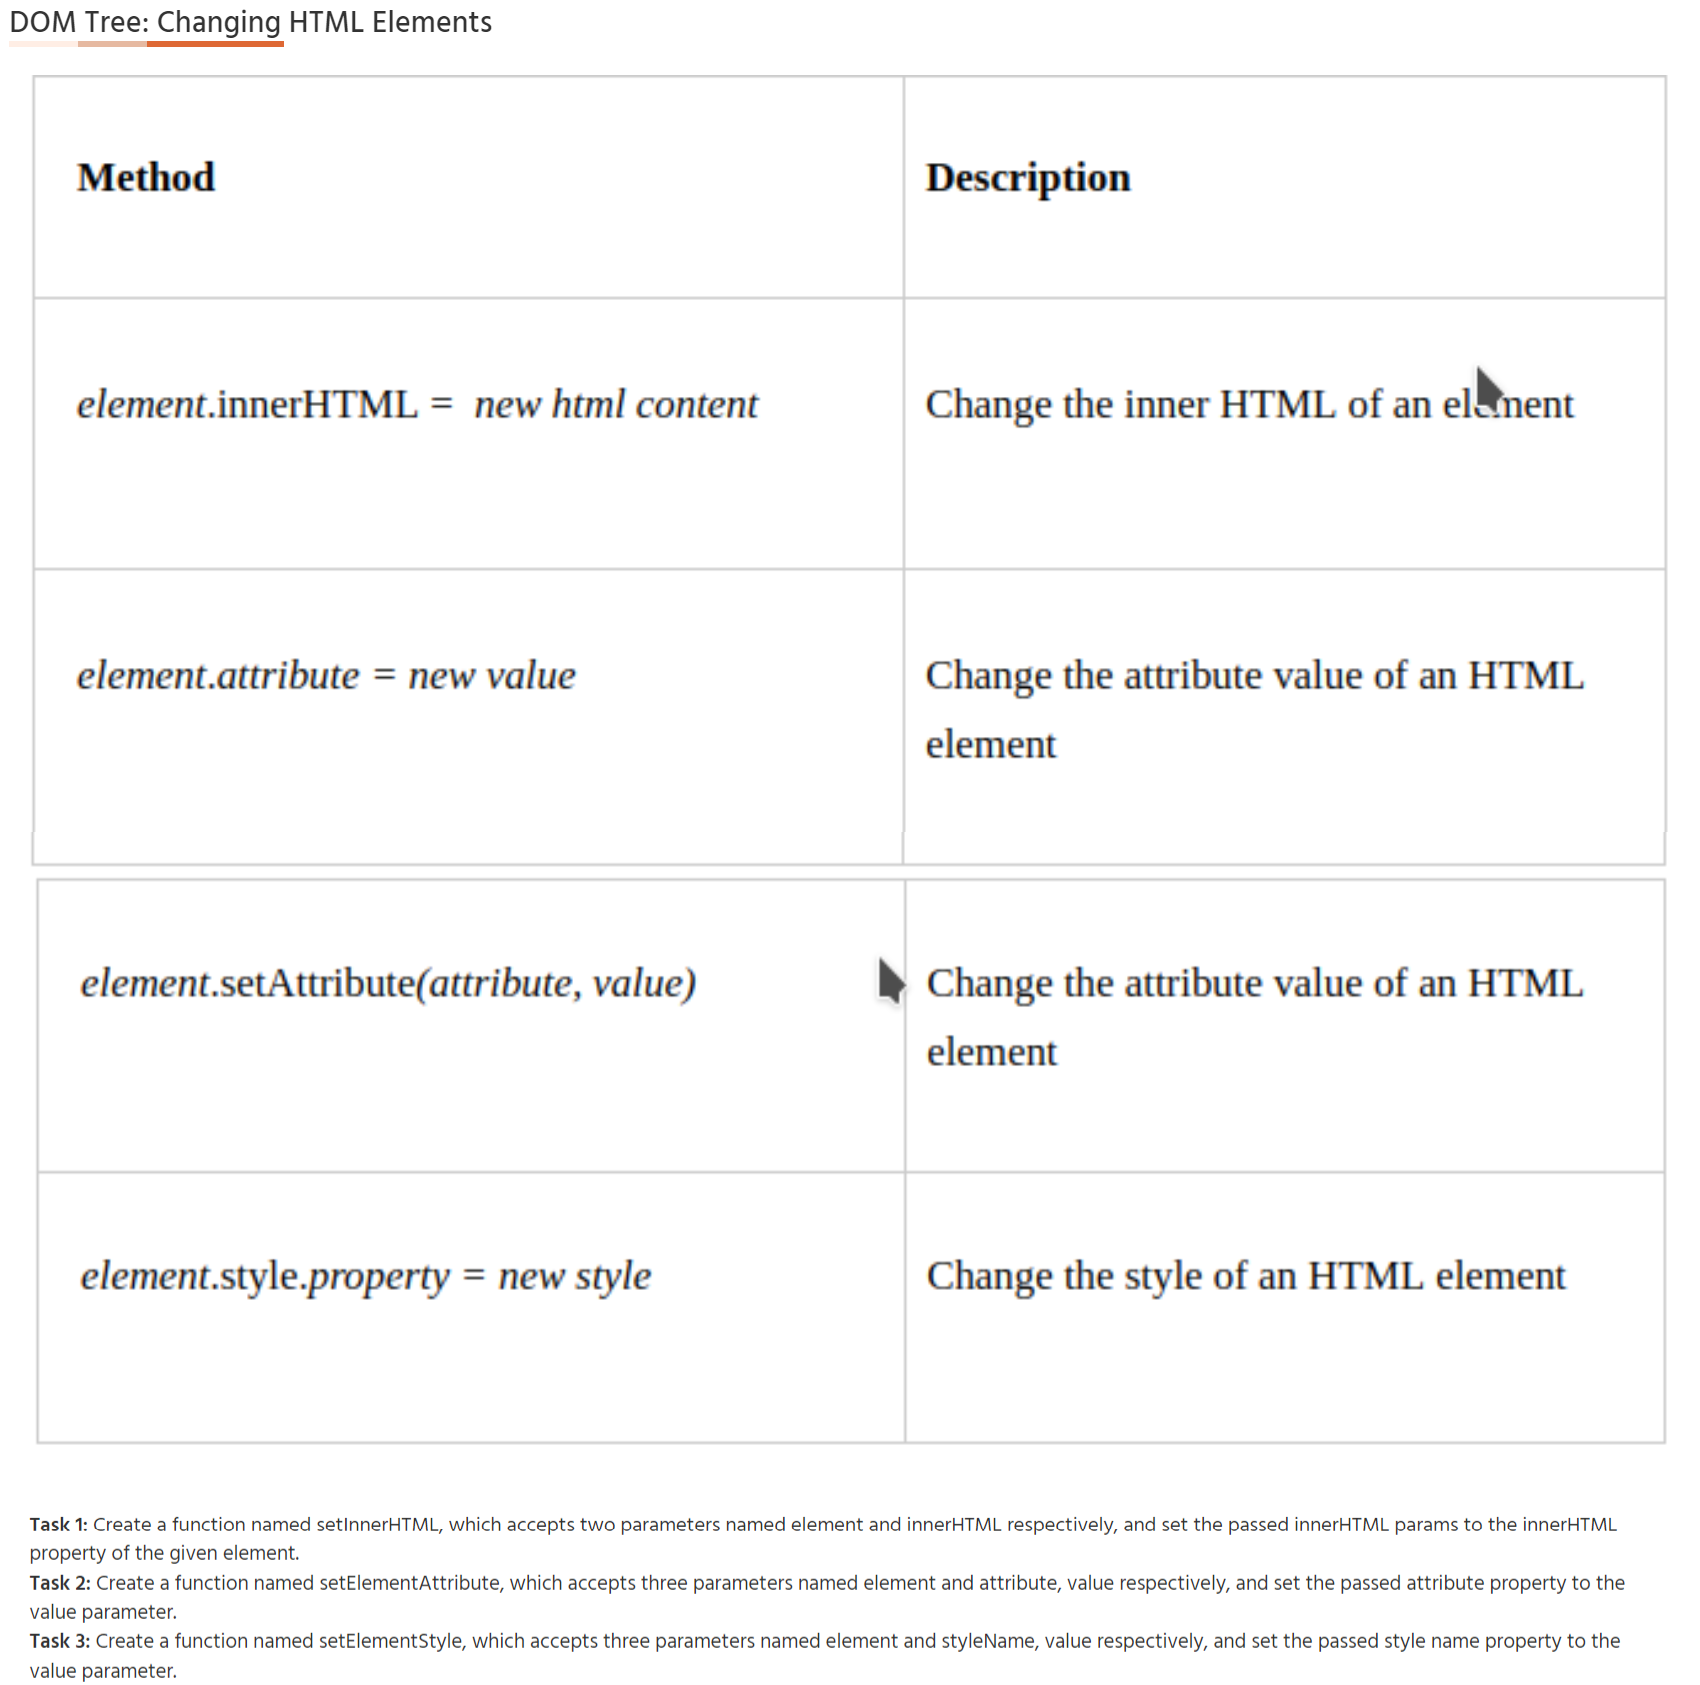 DOM Tree: Changing HTML Elements
Method
Description
element.innerHTML = new html content
Change the inner HTML of an element
element.attribute = new value
Change the attribute value of an HTML
element
element.setAttribute(attribute, value)
Change the attribute value of an HTML
element
element.style.property = new style
Change the style of an HTML element
Task 1: Create a function named setInnerHTML, which accepts two parameters named element and innerHTML respectively, and set the passed innerHTML params to the innerHTML
property of the given element.
Task 2: Create a function named setElementAttribute, which accepts three parameters named element and attribute, value respectively, and set the passed attribute property to the
value parameter.
Task 3: Create a function named setElementStyle, which accepts three parameters named element and styleName, value respectively, and set the passed style name property to the
value parameter.